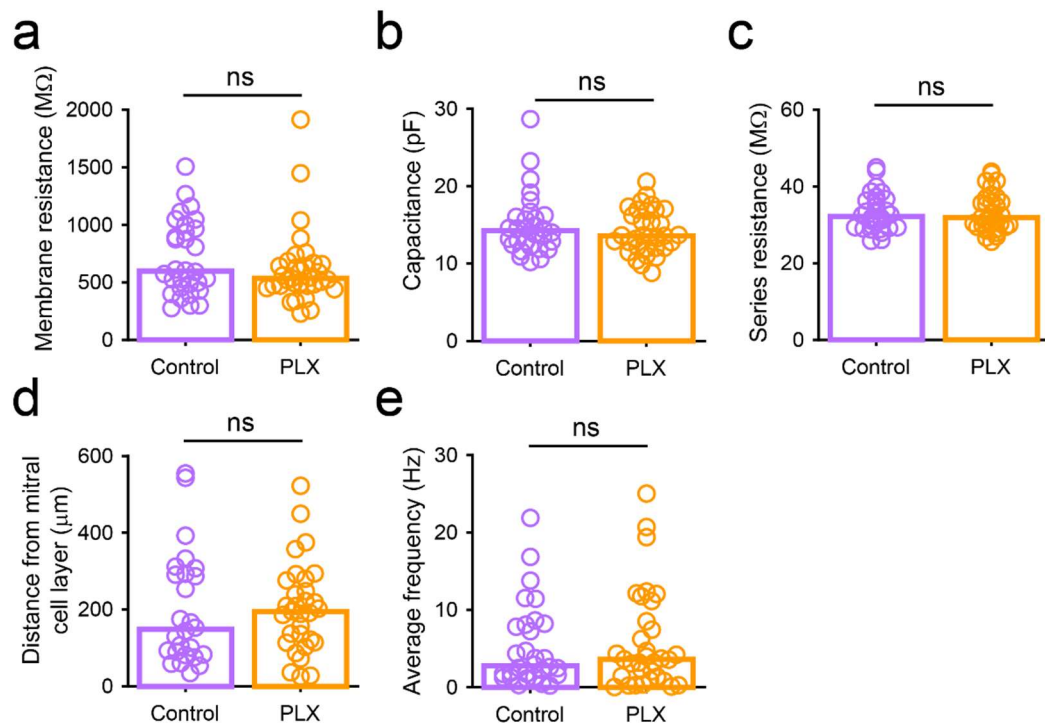 a
ns
Membrane resistance (MΩ)
2000
1500
1000
500
0
Control
PLX
b
ns
Capacitance (pF)
30
20
10
0
Control
PLX
c
ns
Series resistance (MΩ)
60
40
20
0
Control
PLX
d
ns
Distance from mitral
cell layer (μm)
600
400
200
0
Control
PLX
e
ns
Average frequency (Hz)
30
20
10
0
Control
PLX